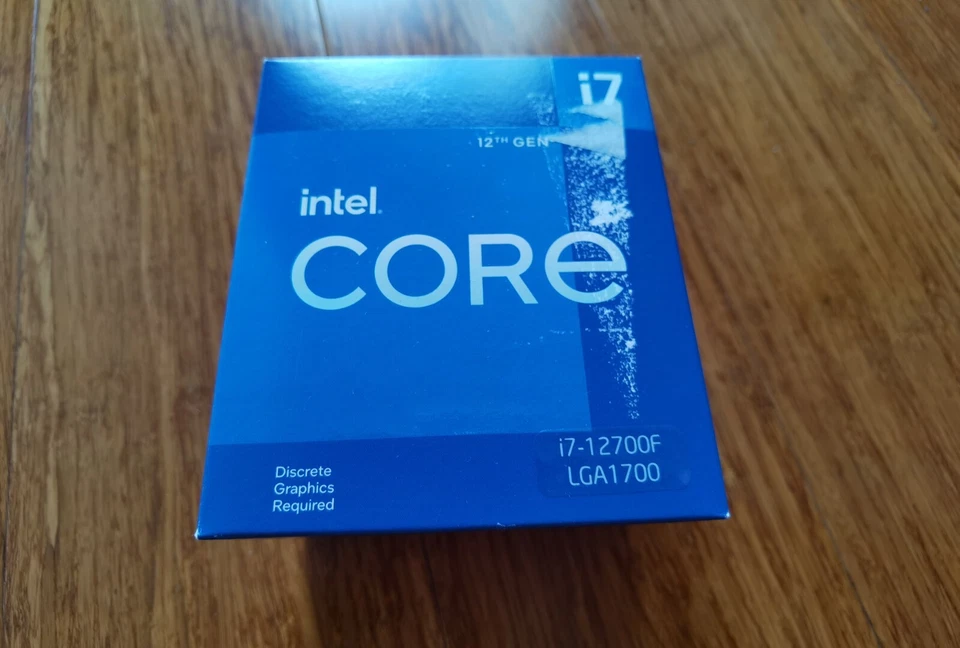 i7
12TH GEN
intel.
CORe
Discrete
Graphics
Required
i7-12700F
LGA1700